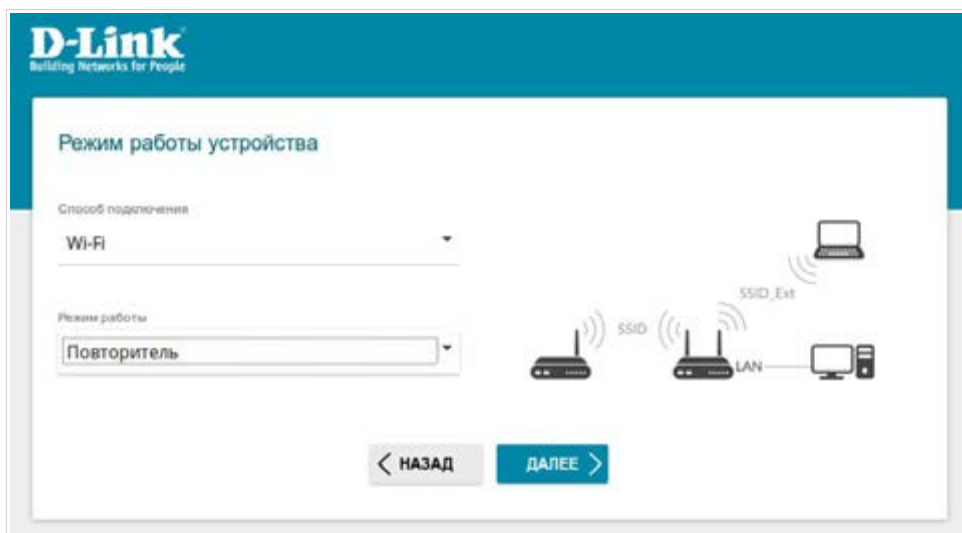 D-Link
Building Networks for People
Режим работы устройства
Способ подключения
Wi-Fi
SSID_Ext
Режим работы
SSID
Повторитель
LAN
НАЗАД
ДАЛЕЕ